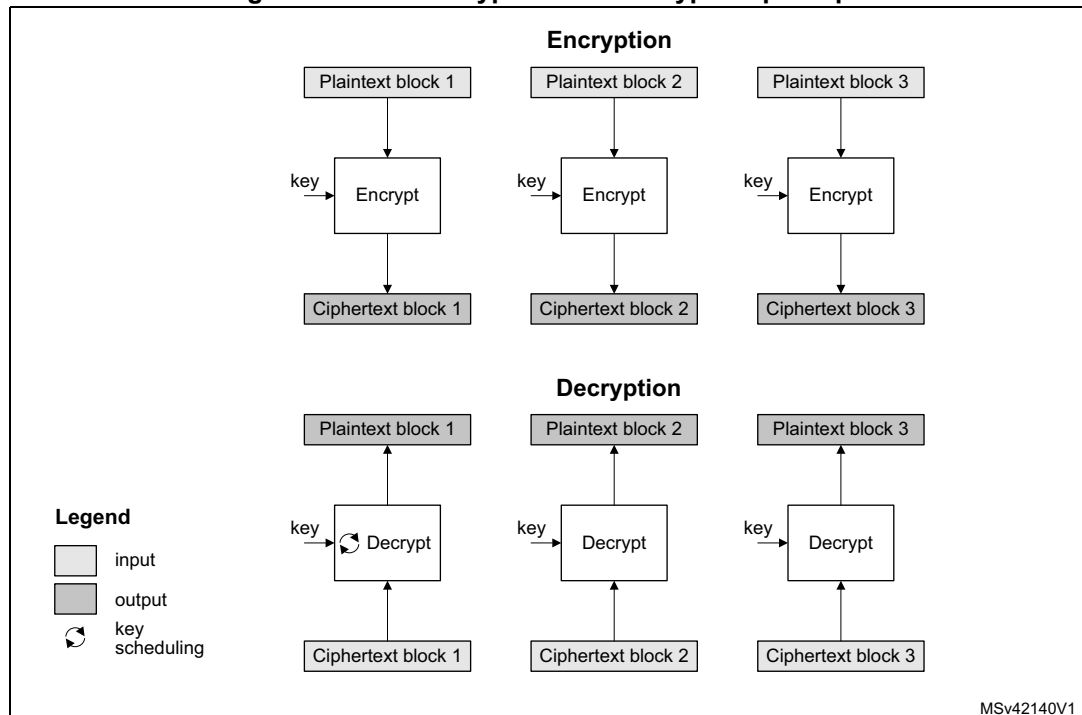 Encryption
Plaintext block 1 Plaintext block 2 Plaintext block 3
key Encrypt key Encrypt key Encrypt
Ciphertext block 1 Ciphertext block 2 Ciphertext block 3
Decryption
Plaintext block 1 Plaintext block 2 Plaintext block 3
Legend
key Decrypt key Decrypt key Decrypt
input
output
key
scheduling
Ciphertext block 1 Ciphertext block 2 Ciphertext block 3
MSv42140V1